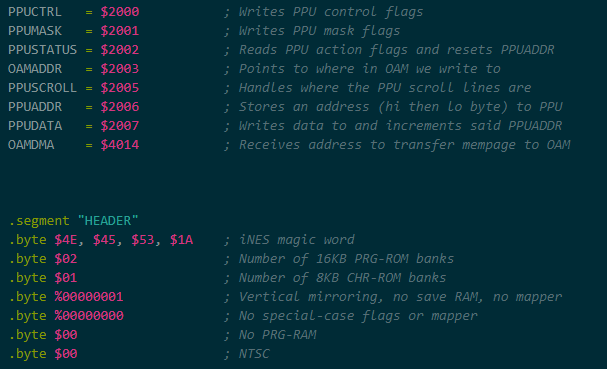 PPUCTRL   = $2000           ; Writes PPU control flags
PPUMASK   = $2001           ; Writes PPU mask flags
PPUSTATUS = $2002           ; Reads PPU action flags and resets PPUADDR
OAMADDR   = $2003           ; Points to where in OAM we write to
PPUSCROLL = $2005           ; Handles where the PPU scroll lines are
PPUADDR   = $2006           ; Stores an address (hi then lo byte) to PPU
PPUDATA   = $2007           ; Writes data to and increments said PPUADDR
OAMDMA    = $4014           ; Receives address to transfer mempage to OAM
.segment "HEADER"
.byte $4E, $45, $53, $1A    ; iNES magic word
.byte $02                   ; Number of 16KB PRG-ROM banks
.byte $01                   ; Number of 8KB CHR-ROM banks
.byte %00000001             ; Vertical mirroring, no save RAM, no mapper
.byte %00000000             ; No special-case flags or mapper
.byte $00                   ; No PRG-RAM
.byte $00                   ; NTSC